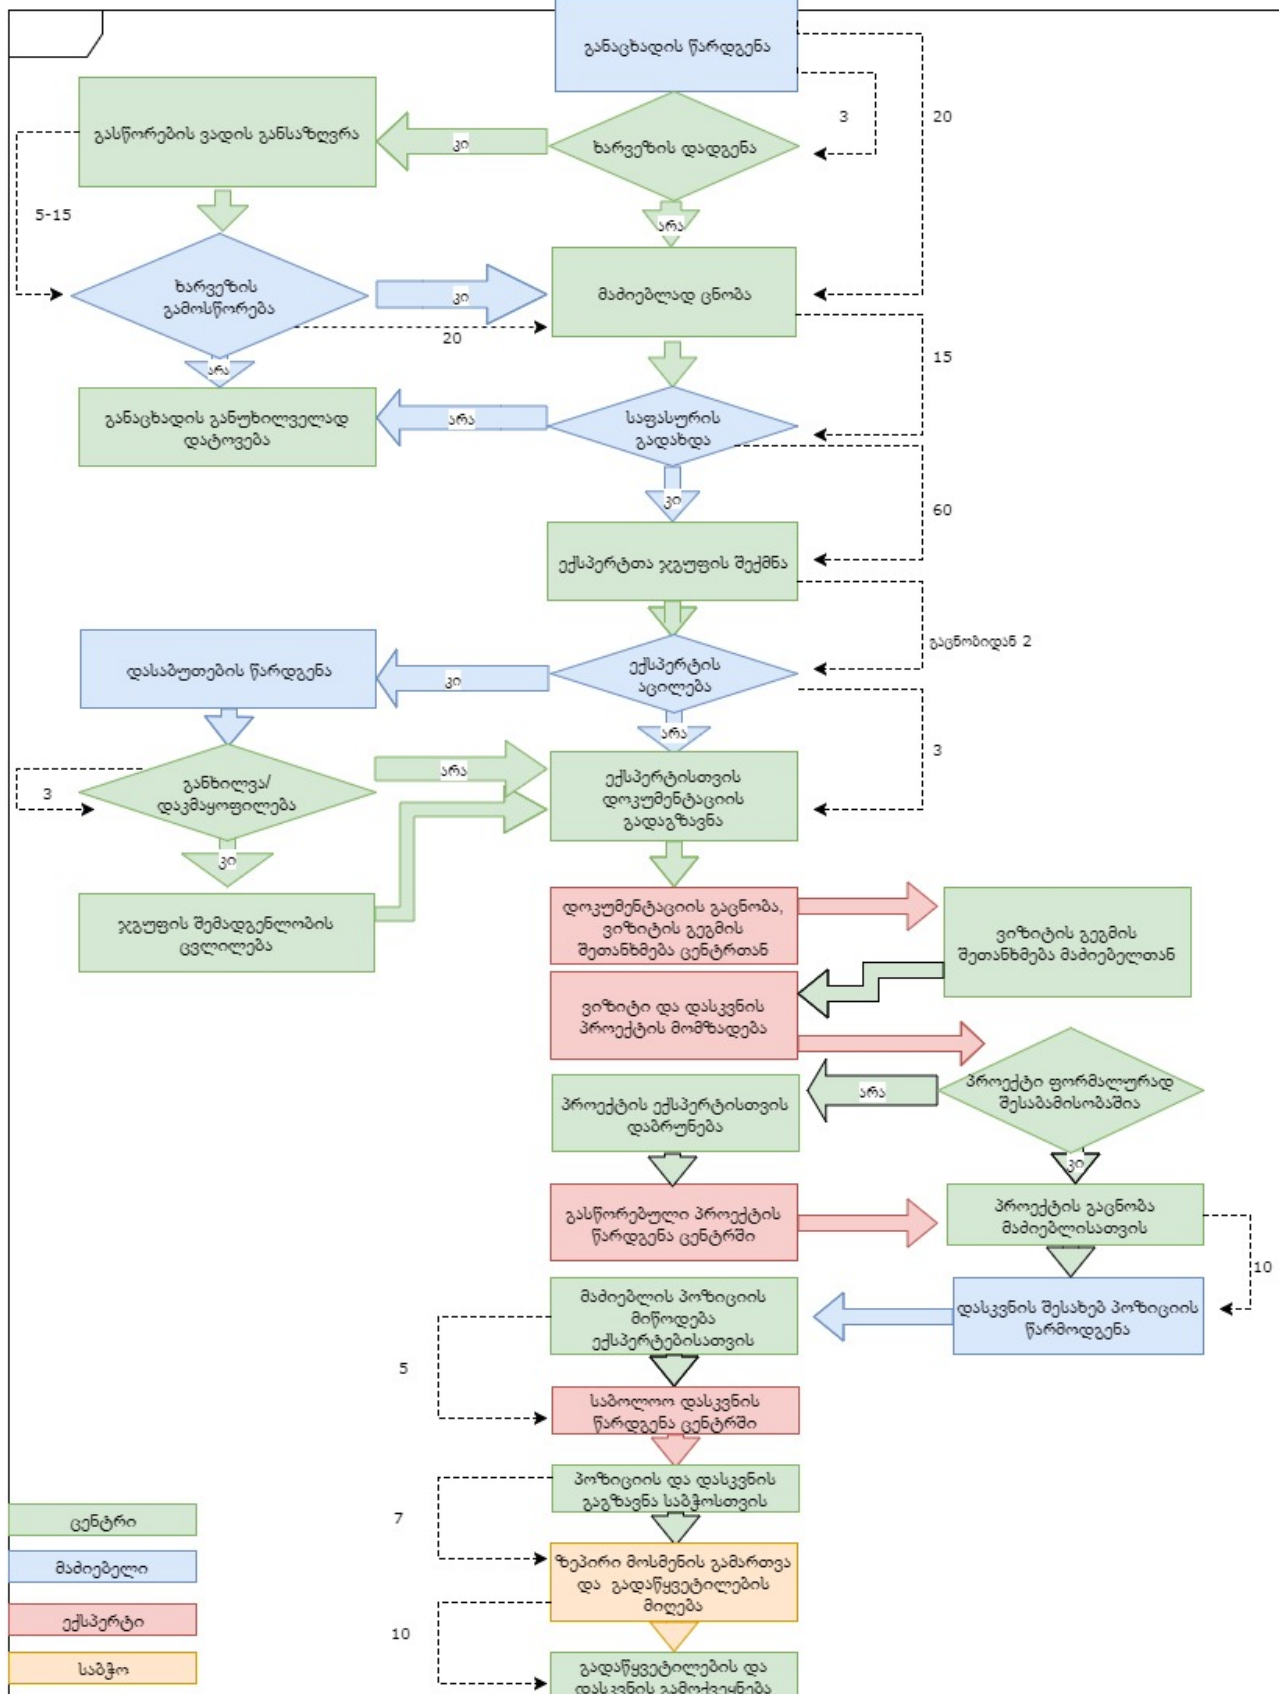 განაცხადის წარდგენა
20
3
გასწორების ვადის განსაზღვრა
კი
ხარვეზის დადგენა
5-15
არა
ხარვეზის
გამოსწორება
კი
მაძიებლად ცნობა
20
15
არა
განაცხადის განუხილველად
დატოვება
არა
საფასურის
გადახდა
კი
60
ექსპერტთა ჯგუფის შექმნა
გაცნობიდან 2
დასაბუთების წარდგენა
კი
ექსპერტის
აცილება
არა
3
განხილვა/
დაკმაყოფილება
3
არა
ექსპერტისთვის
დოკუმენტაციის
გადაგზავნა
კი
ჯგუფის შემადგენლობის
ცვლილება
დოკუმენტაციის გაცნობა,
ვიზიტის გეგმის
შეთანხმება ცენტრთან
ვიზიტის გეგმის
შეთანხმება მაძიებელთან
ვიზიტი და დასკვნის
პროექტის მომზადება
პროექტი ფორმალურად
შესაბამისობაშია
არა
პროექტის ექსპერტისთვის
დაბრუნება
კი
გასწორებული პროექტის
წარდგენა ცენტრში
პროექტის გაცნობა
მაძიებლისათვის
10
მაძიებლის პოზიციის
მიწოდება
ექსპერტებისათვის
დასკვნის შესახებ პოზიციის
წარმოდგენა
5
საბოლოო დასკვნის
წარდგენა ცენტრში
პოზიციის და დასკვნის
გაგზავნა საბჭოსთვის
7
ზეპირი მოსმენის გამართვა
და გადაწყვეტილების
მიღება
10
გადაწყვეტილების და
დასკვნის გამოქვეყნება
ცენტრი
მაძიებელი
ექსპერტი
საბჭო